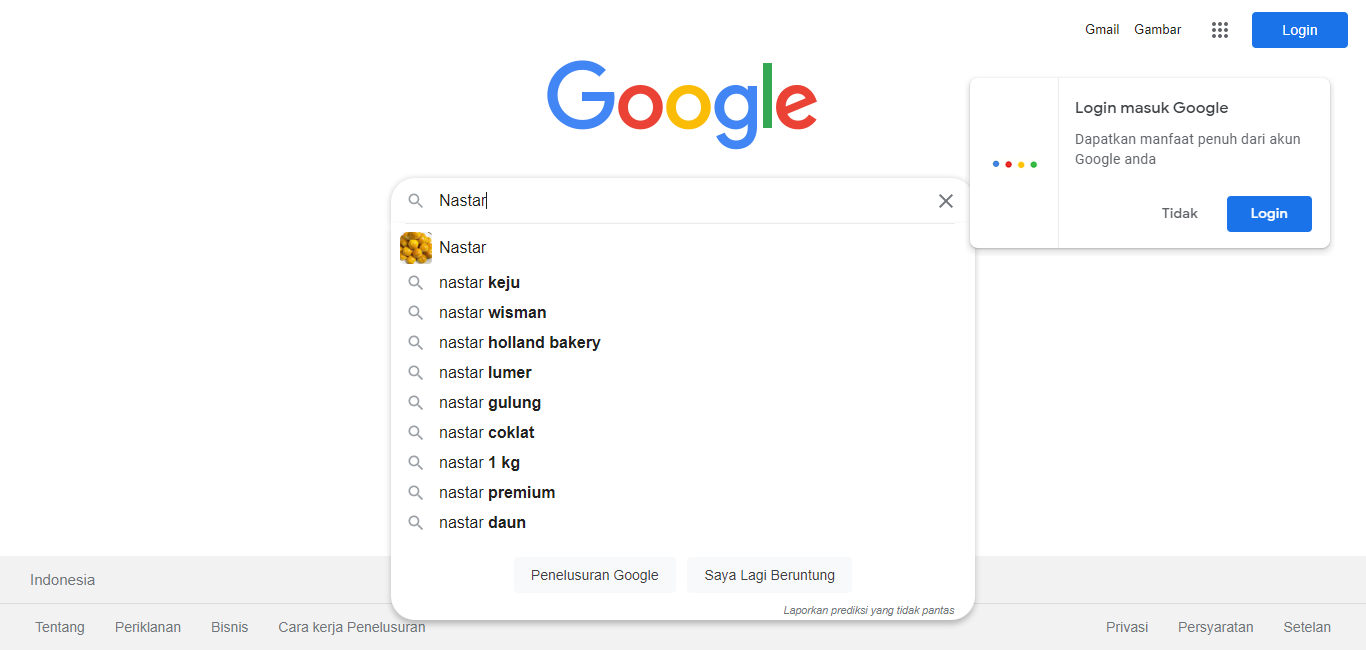 Gmail Gambar Login
Google
Login masuk Google
Dapatkan manfaat penuh dari akun
Google anda
Tidak Login
Nastar
Nastar
nastar keju
nastar wisman
nastar holland bakery
nastar lumer
nastar gulung
nastar coklat
nastar 1 kg
nastar premium
nastar daun
Penelusuran Google Saya Lagi Beruntung
Laporkan prediksi yang tidak pantas
Indonesia
Tentang Periklanan Bisnis Cara kerja Penelusuran Privasi Persyaratan Setelan